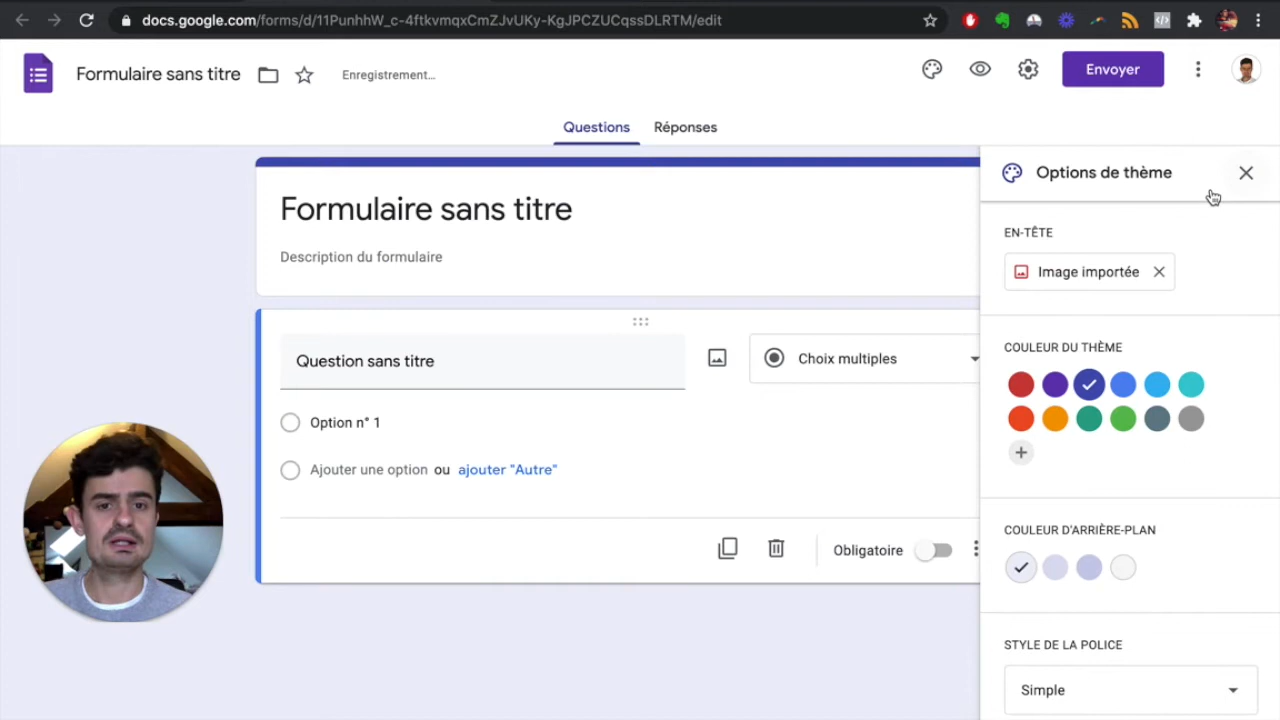 docs.google.com/forms/d/11PunhhW_c-4ftkvmqxCmZJvUKy-KgJPCZUCqssDLRTM/edit
Formulaire sans titre
Enregistrement…
Envoyer
Questions
Réponses
Options de thème
Formulaire sans titre
Description du formulaire
EN-TÊTE
Image importée
Question sans titre
Choix multiples
COULEUR DU THÈME
Option n° 1
Ajouter une option ou ajouter "Autre"
COULEUR D'ARRIÈRE-PLAN
Obligatoire
STYLE DE LA POLICE
Simple